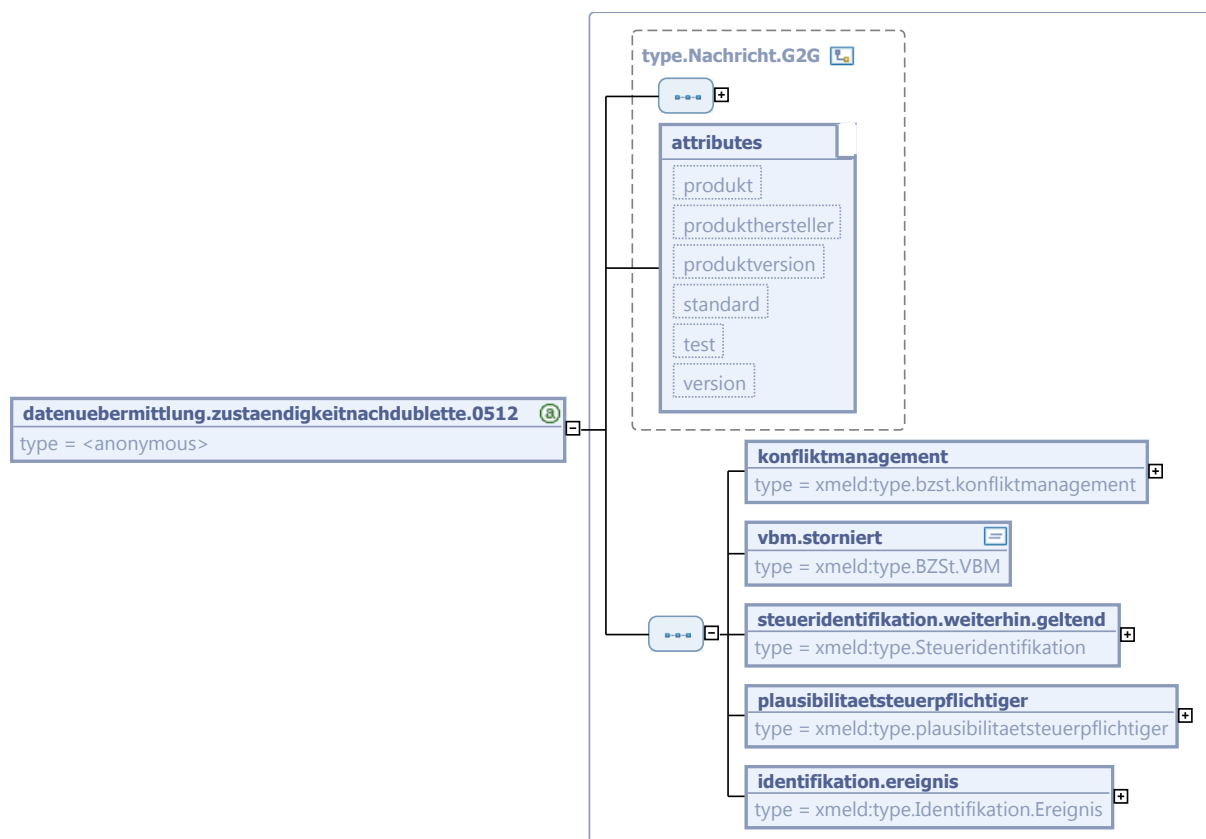 type.Nachricht.G2G
attributes
produkt
produkthersteller
produktversion
standard
test
version
datenuebermittlung.zustaendigkeitnachdublette.0512
type = <anonymous>
konfliktmanagement
type = xmeld:type.bzst.konfliktmanagement
vbm.storniert
type = xmeld:type.BZSt.VBM
steueridentifikation.weiterhin.geltend
type = xmeld:type.Steueridentifikation
plausibilitaetsteuerpflichtiger
type = xmeld:type.plausibilitaetsteuerpflichtiger
identifikation.ereignis
type = xmeld:type.Identifikation.Ereignis